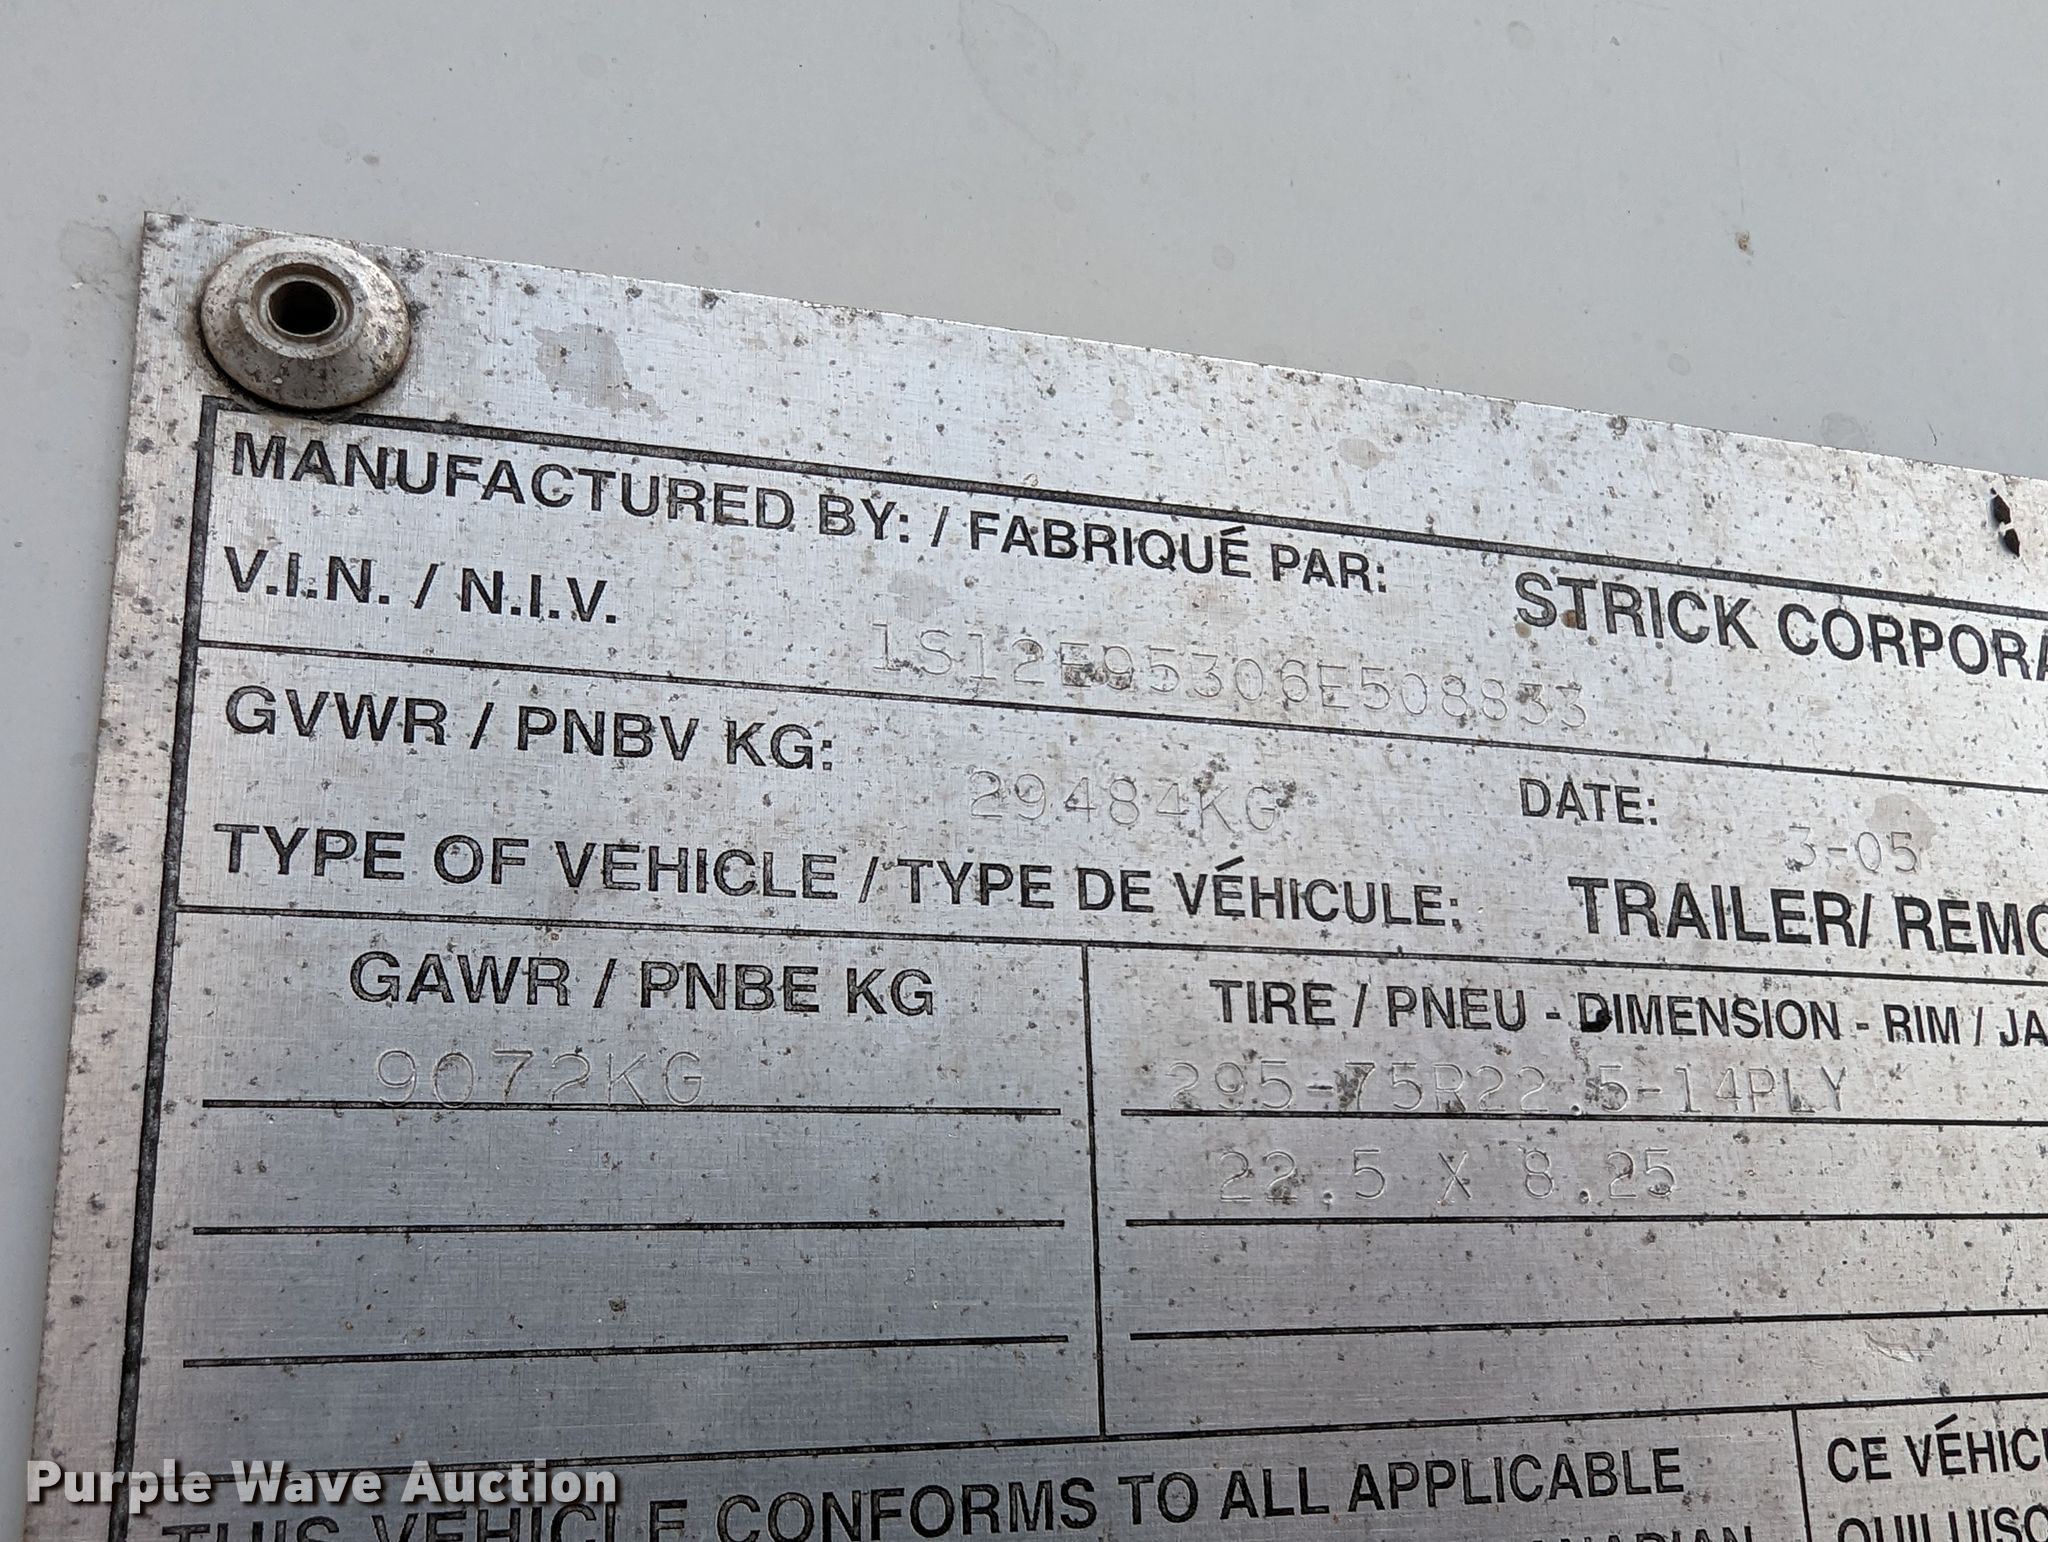 MANUFACTURED BY: / FABRIQUÉ PAR: STRICK CORPORA
V.I.N. / N.I.V. 1S12E95306E508833
GVWR / PNBV KG: 29484KG DATE: 3-05
TYPE OF VEHICLE / TYPE DE VÉHICULE: TRAILER/ REMO
GAWR / PNBE KG TIRE / PNEU - DIMENSION - RIM / JA
9072KG 295-75R22.5-14PLY
22.5 X 8.25
THIS VEHICLE CONFORMS TO ALL APPLICABLE CE VÉHICU
Purple Wave Auction